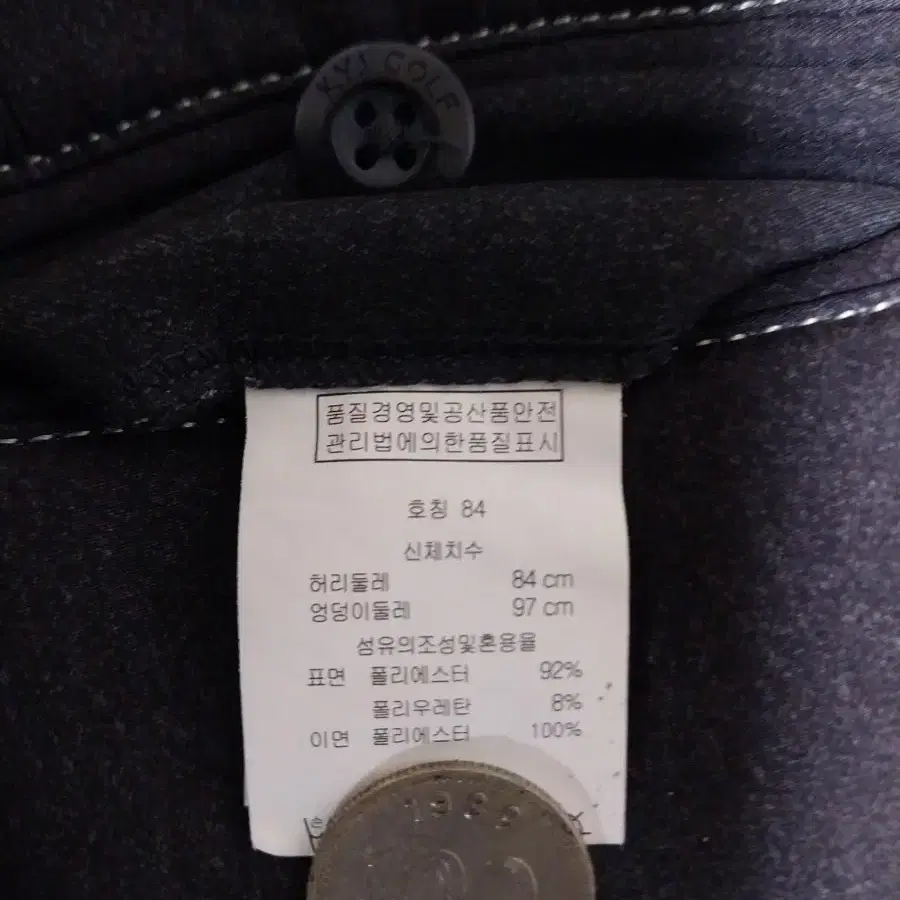 KYJ GOLF
품질경영및공산품안전
관리법에의한품질표시
호칭 84
신체치수
허리둘레 84 cm
엉덩이둘레 97 cm
섬유의조성및혼용율
표면 폴리에스터 92%
폴리우레탄 8%
이면 폴리에스터 100%
손